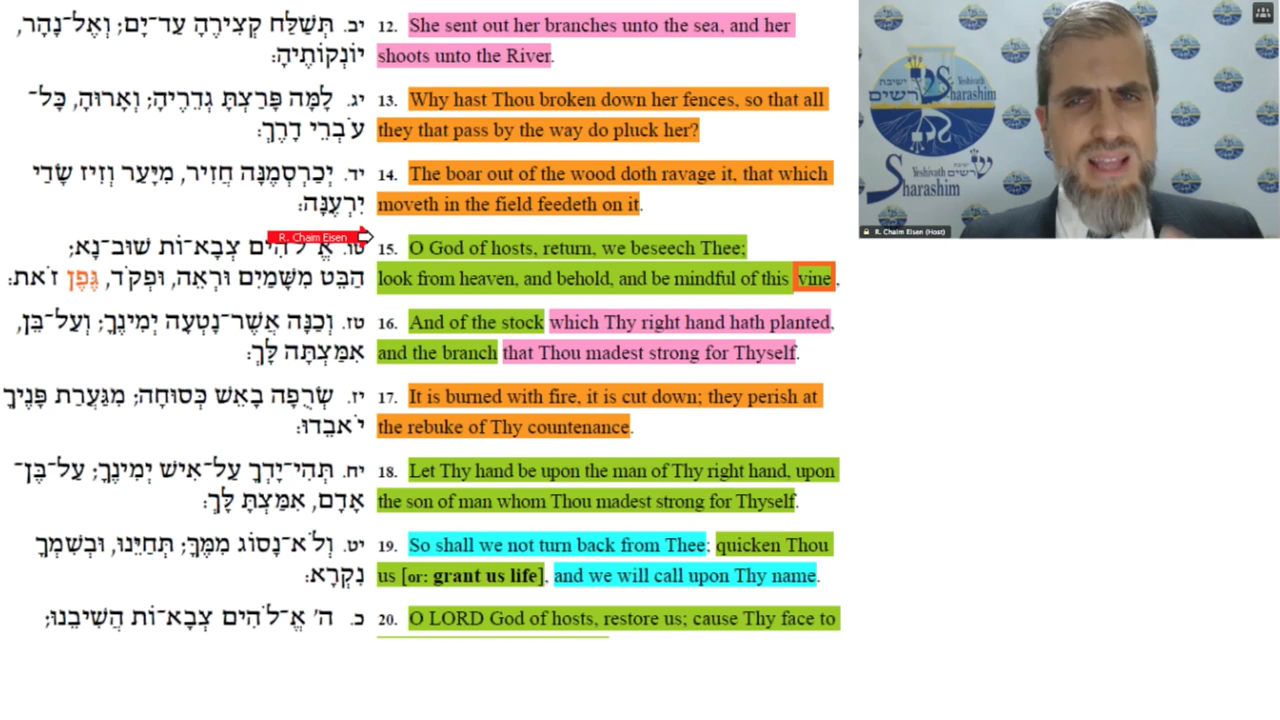 יב. תְּשַׁלַּח קְצִירֶהָ עַד־יָם; וְאֶל־נָהָר,
יוֹנְקוֹתֶיהָ:
12. She sent out her branches unto the sea, and her
shoots unto the River.
יג. לָמָּה פָּרַצְתָּ גְדֵרֶיהָ; וְאָרוּהָ, כָּל־
עֹבְרֵי דָרֶךְ:
13. Why hast Thou broken down her fences, so that all
they that pass by the way do pluck her?
יד. יְכַרְסְמֶנָּה חֲזִיר, מִיָּעַר וְזִיז שָׂדַי
יִרְעֶנָּה:
14. The boar out of the wood doth ravage it, that which
moveth in the field feedeth on it.
טו. אֱ־לֹהִים צְבָא־וֹת שׁוּב־נָא;
הַבֵּט מִשָּׁמַיִם וּרְאֵה, וּפְקֹד, גֶּפֶן זֹאת:
R. Chaim Eisen
15. O God of hosts, return, we beseech Thee;
look from heaven, and behold, and be mindful of this vine,
טז. וְכַנָּה אֲשֶׁר־נָטְעָה יְמִינֶךָ; וְעַל־בֵּן,
אִמַּצְתָּה לָּךְ:
16. And of the stock which Thy right hand hath planted,
and the branch that Thou madest strong for Thyself.
יז. שְׂרֻפָה בָאֵשׁ כְּסוּחָה; מִגַּעֲרַת פָּנֶיךָ
יֹאבֵדוּ:
17. It is burned with fire, it is cut down; they perish at
the rebuke of Thy countenance.
יח. תְּהִי־יָדְךָ עַל־אִישׁ יְמִינֶךָ; עַל־בֶּן־
אָדָם, אִמַּצְתָּ לָּךְ:
18. Let Thy hand be upon the man of Thy right hand, upon
the son of man whom Thou madest strong for Thyself.
יט. וְלֹא־נָסוֹג מִמֶּךָּ; תְּחַיֵּנוּ, וּבְשִׁמְךָ
נִקְרָא:
19. So shall we not turn back from Thee; quicken Thou
us [or: grant us life], and we will call upon Thy name.
כ. ה' אֱ־לֹהִים צְבָא־וֹת הֲשִׁיבֵנוּ;
20. O LORD God of hosts, restore us; cause Thy face to
ישיבת
שרשים
Yeshivath
Sharashim
ישיבת
שרשים
Yeshivath
Sharashim
R. Chaim Eisen (Host)